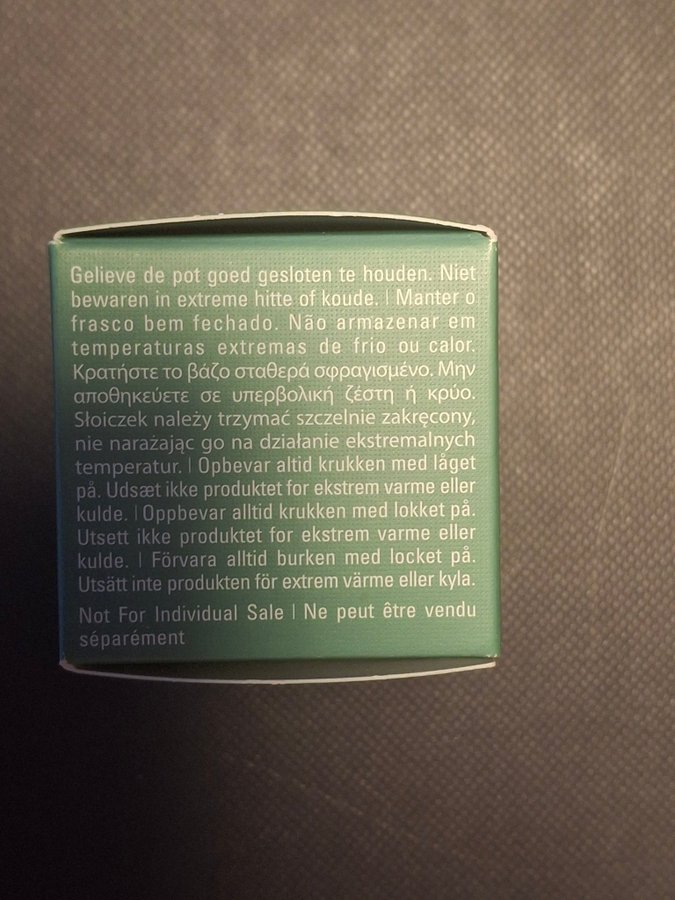 Gelieve de pot goed gesloten te houden. Niet
bewaren in extreme hitte of koude. | Manter o
frasco bem fechado. Não armazenar em
temperaturas extremas de frio ou calor.
Κρατήστε το βάζο σταθερά σφραγισμένο. Μην
αποθηκεύετε σε υπερβολική ζέστη ή κρύο.
Słoiczek należy trzymać szczelnie zakręcony,
nie narażając go na działanie ekstremalnych
temperatur. | Opbevar altid krukken med låget
på. Udsæt ikke produktet for ekstrem varme eller
kulde. | Oppbevar alltid krukken med lokket på.
Utsett ikke produktet for ekstrem varme eller
kulde. | Förvara alltid burken med locket på.
Utsätt inte produkten för extrem värme eller kyla.
Not For Individual Sale | Ne peut être vendu
séparément